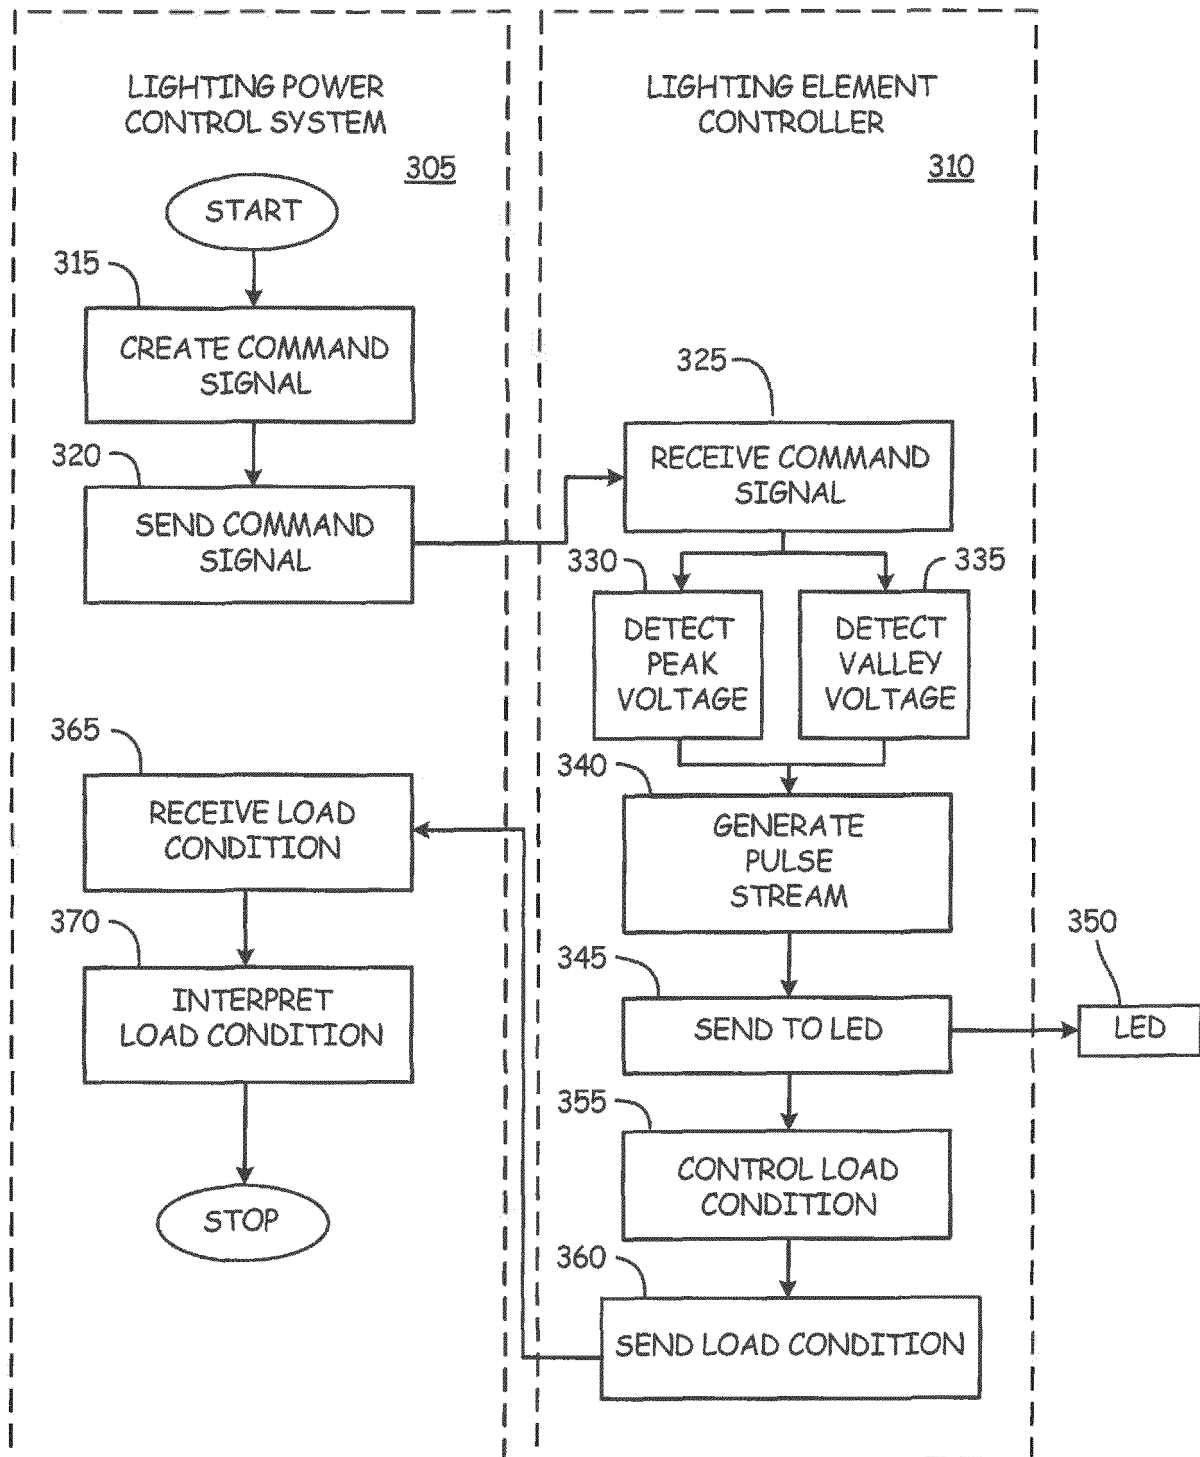 LIGHTING POWER
CONTROL SYSTEM
305
START
315
CREATE COMMAND
SIGNAL
320
SEND COMMAND
SIGNAL
365
RECEIVE LOAD
CONDITION
370
INTERPRET
LOAD CONDITION
STOP
LIGHTING ELEMENT
CONTROLLER
310
325
RECEIVE COMMAND
SIGNAL
330
DETECT
PEAK
VOLTAGE
335
DETECT
VALLEY
VOLTAGE
340
GENERATE
PULSE
STREAM
345
SEND TO LED
350
LED
355
CONTROL LOAD
CONDITION
360
SEND LOAD CONDITION